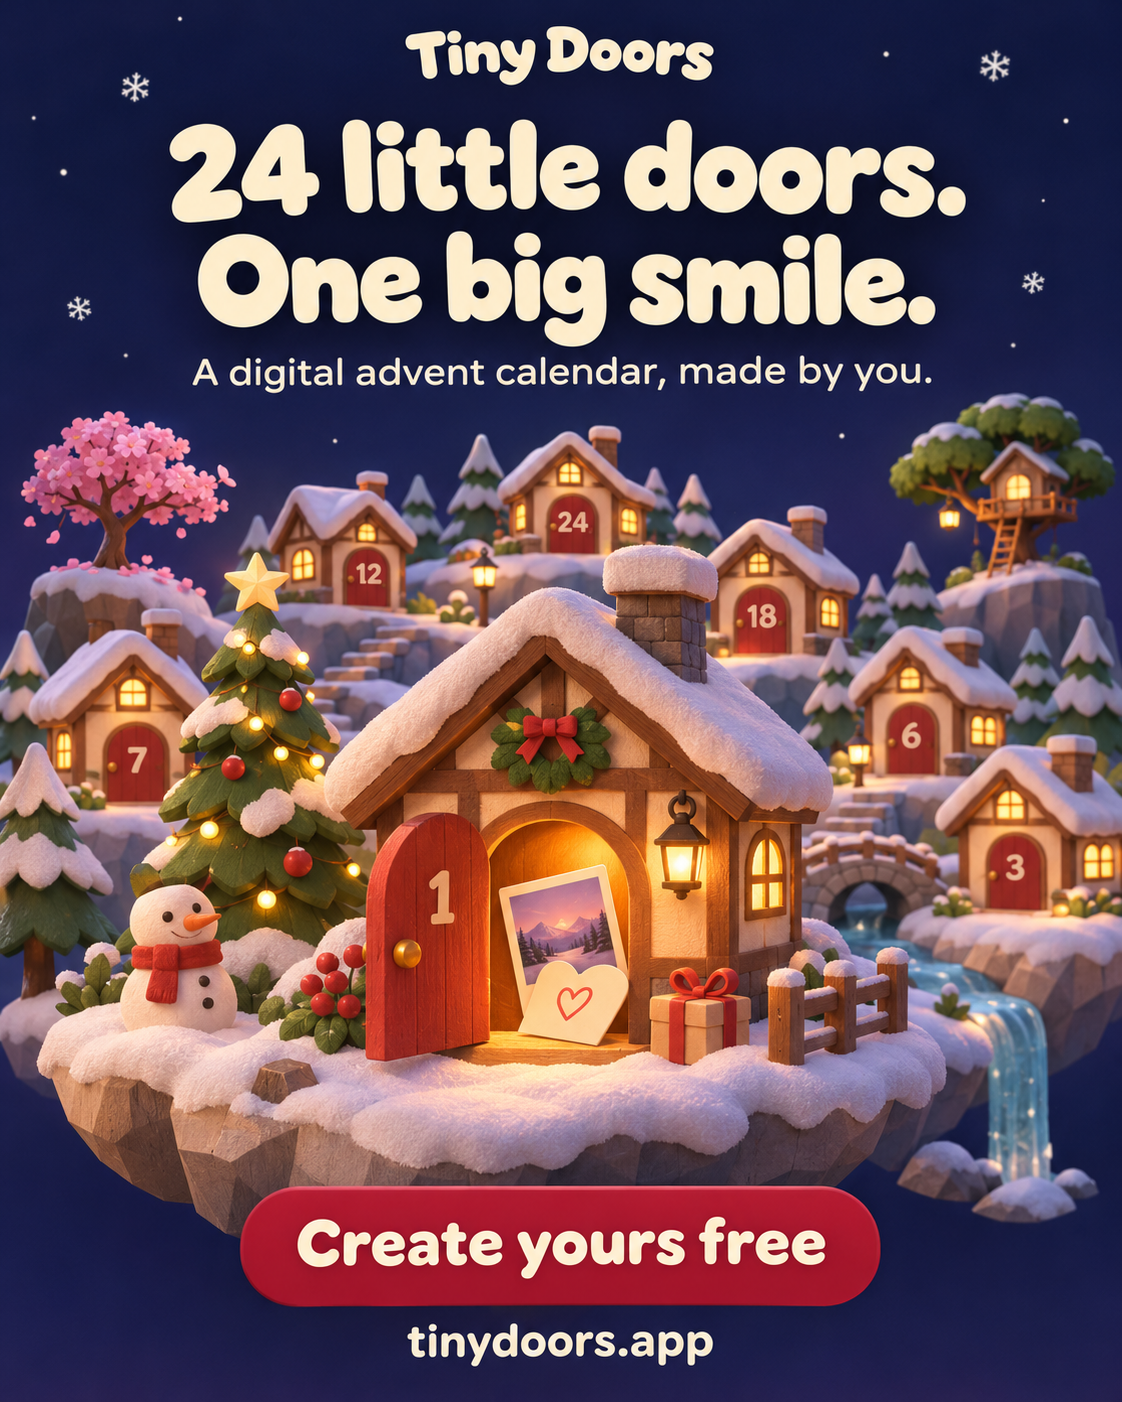 Tiny Doors
24 little doors.
One big smile.
A digital advent calendar, made by you.
24
12
18
6
7
3
1
Create yours free
tinydoors.app